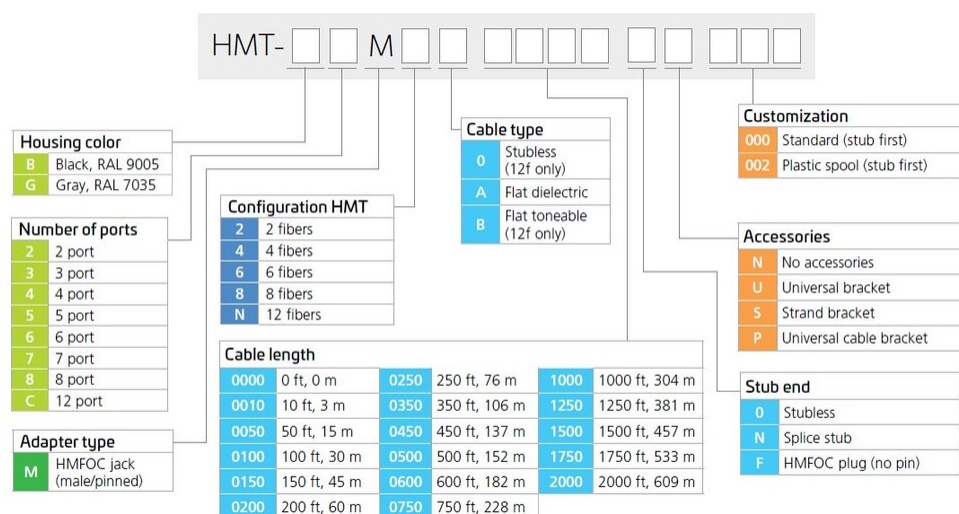 HMT- M
Housing color
B Black, RAL 9005
G Gray, RAL 7035
Number of ports
2 2 port
3 3 port
4 4 port
5 5 port
6 6 port
7 7 port
8 8 port
C 12 port
Adapter type
M HMFOC jack
(male/pinned)
Configuration HMT
2 2 fibers
4 4 fibers
6 6 fibers
8 8 fibers
N 12 fibers
Cable type
0 Stubless
(12f only)
A Flat dielectric
B Flat toneable
(12f only)
Cable length
0000 0 ft, 0 m 0250 250 ft, 76 m 1000 1000 ft, 304 m
0010 10 ft, 3 m 0350 350 ft, 106 m 1250 1250 ft, 381 m
0050 50 ft, 15 m 0450 450 ft, 137 m 1500 1500 ft, 457 m
0100 100 ft, 30 m 0500 500 ft, 152 m 1750 1750 ft, 533 m
0150 150 ft, 45 m 0600 600 ft, 182 m 2000 2000 ft, 609 m
0200 200 ft, 60 m 0750 750 ft, 228 m
Customization
000 Standard (stub first)
002 Plastic spool (stub first)
Accessories
N No accessories
U Universal bracket
S Strand bracket
P Universal cable bracket
Stub end
0 Stubless
N Splice stub
F HMFOC plug (no pin)